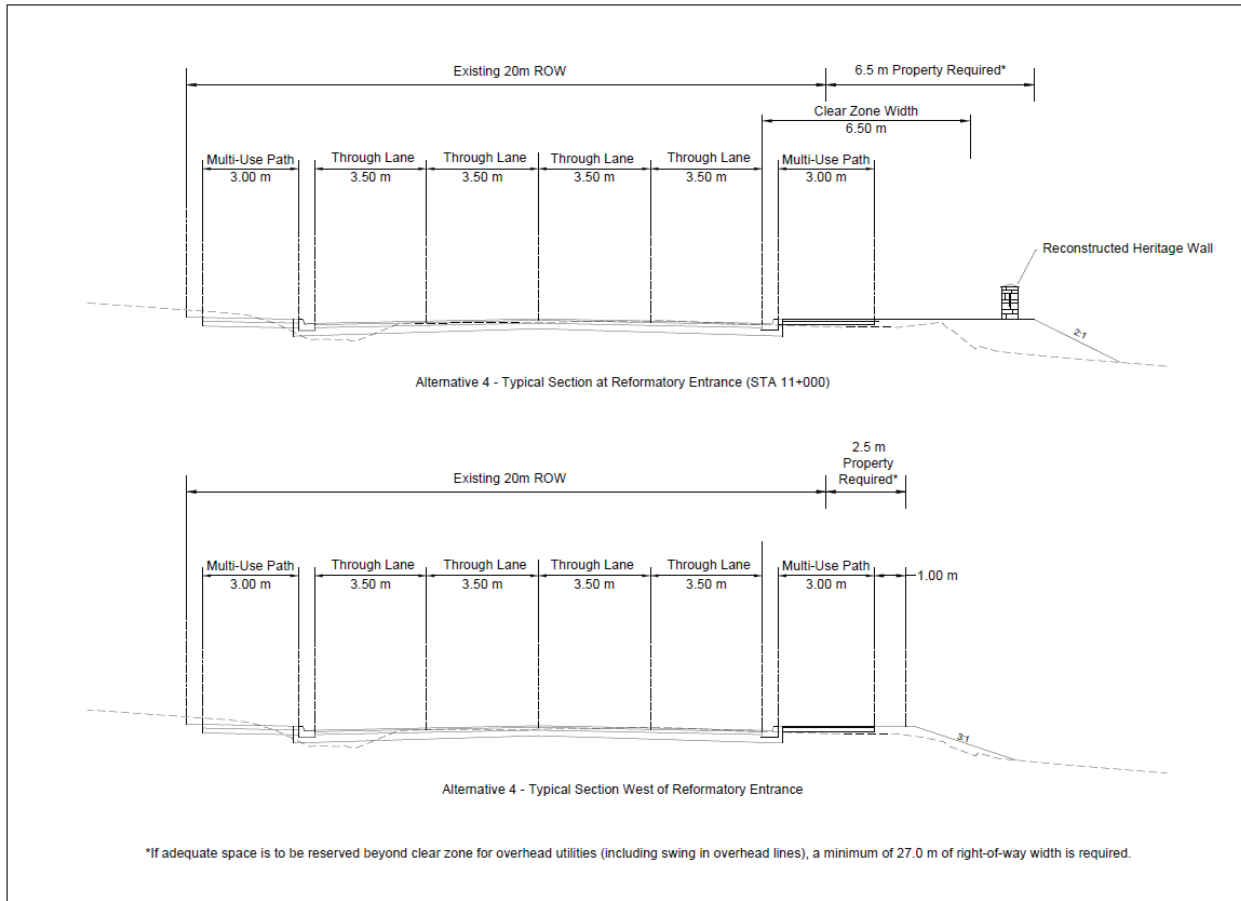 Existing 20m ROW
6.5 m Property Required*
Clear Zone Width
6.50 m
Multi-Use Path
3.00 m
Through Lane
3.50 m
Through Lane
3.50 m
Through Lane
3.50 m
Through Lane
3.50 m
Multi-Use Path
3.00 m
Reconstructed Heritage Wall
2:1
Alternative 4 - Typical Section at Reformatory Entrance (STA 11+000)
Existing 20m ROW
2.5 m
Property
Required*
Multi-Use Path
3.00 m
Through Lane
3.50 m
Through Lane
3.50 m
Through Lane
3.50 m
Through Lane
3.50 m
Multi-Use Path
3.00 m
1.00 m
3:1
Alternative 4 - Typical Section West of Reformatory Entrance
*If adequate space is to be reserved beyond clear zone for overhead utilities (including swing in overhead lines), a minimum of 27.0 m of right-of-way width is required.